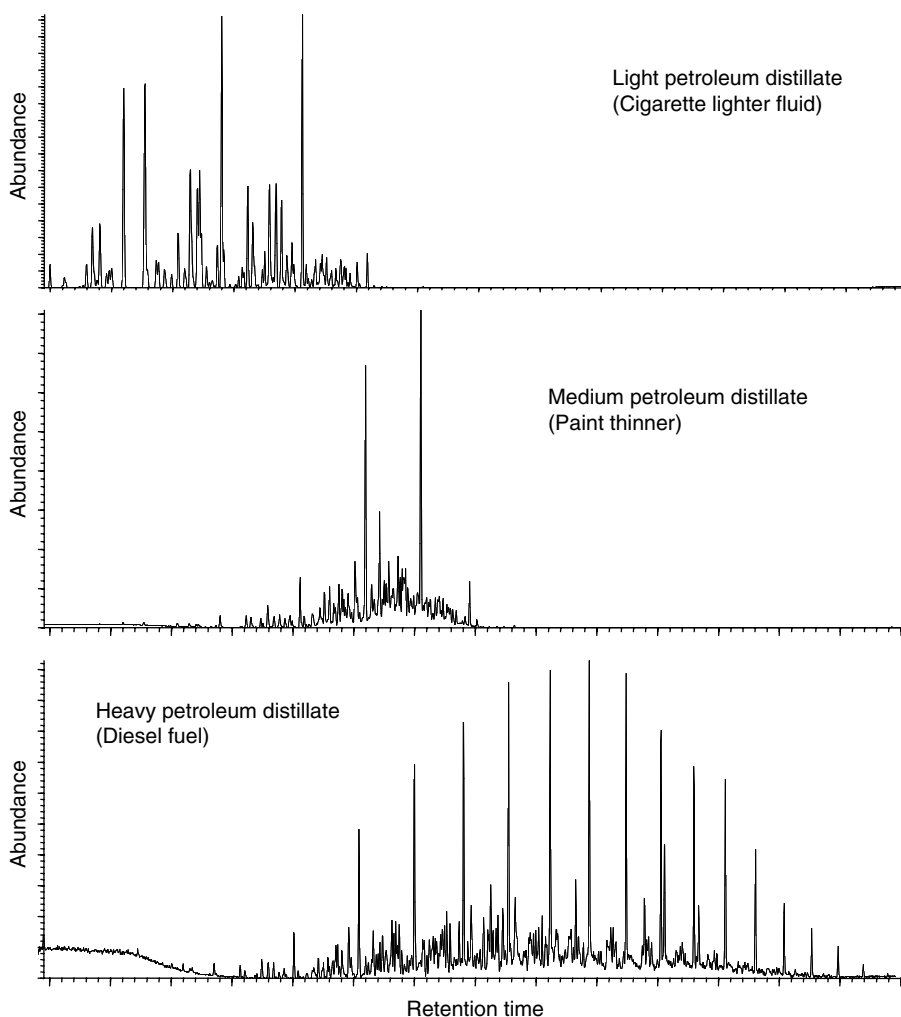 Abundance
Light petroleum distillate
(Cigarette lighter fluid)
Abundance
Medium petroleum distillate
(Paint thinner)
Abundance
Heavy petroleum distillate
(Diesel fuel)
Retention time